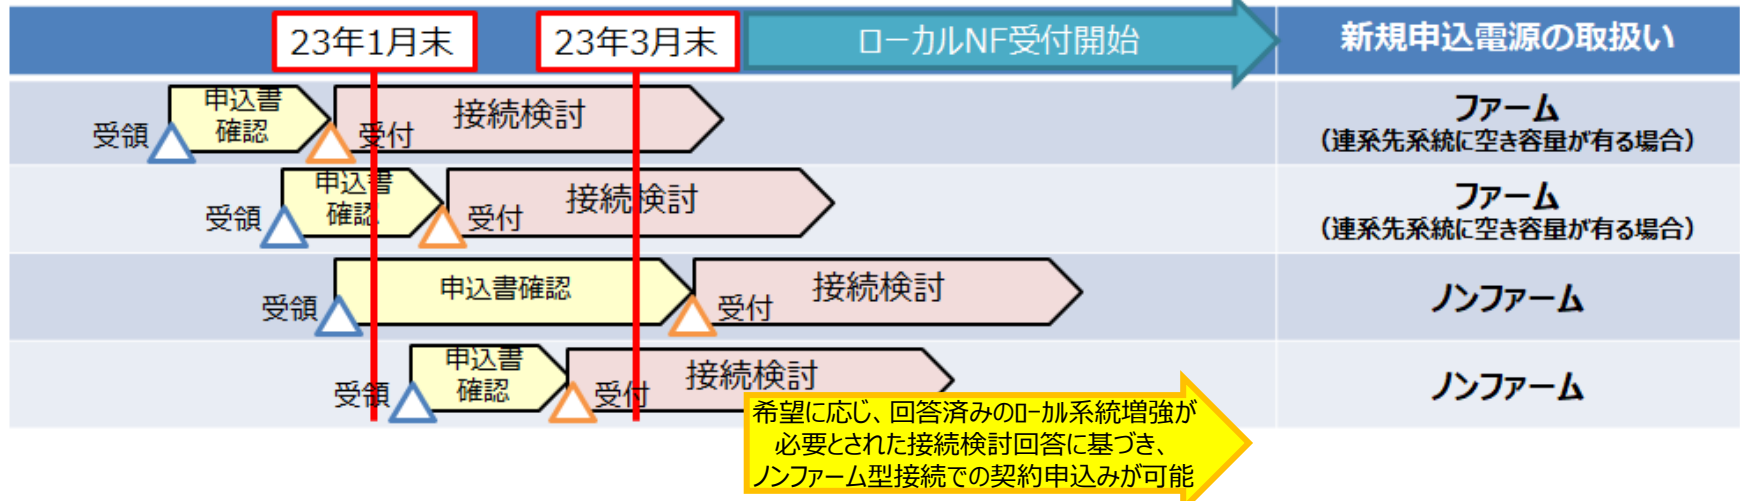 23年1月末
23年3月末
ローカルNF受付開始
新規申込電源の取扱い
受領
申込書
確認
受付
接続検討
ファーム
（連系先系統に空き容量が有る場合）
受領
申込書
確認
受付
接続検討
ファーム
（連系先系統に空き容量が有る場合）
受領
申込書確認
受付
接続検討
ノンファーム
受領
申込書
確認
受付
接続検討
ノンファーム
希望に応じ、回答済みのﾛｰｶﾙ系統増強が
必要とされた接続検討回答に基づき、
ノンファーム型接続での契約申込みが可能